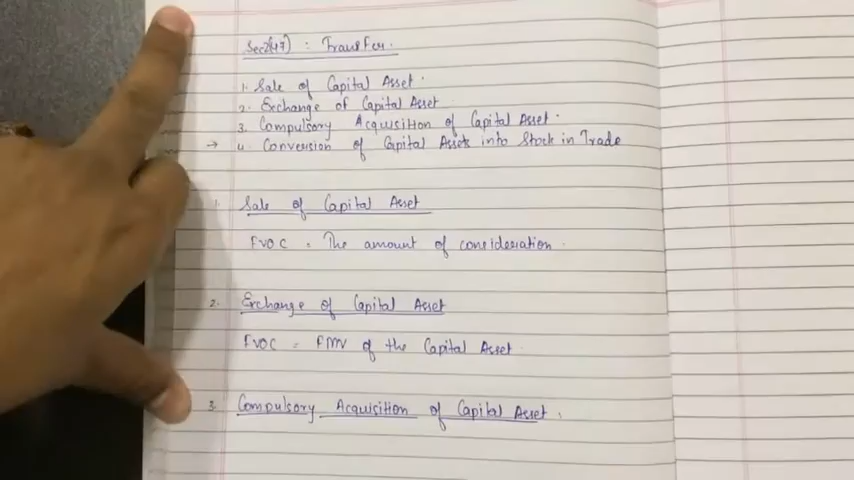 Sec2(47) : Transfer.
1. Sale of Capital Asset.
2. Exchange of Capital Asset
3. Compulsory Acquisition of Capital Asset.
→ 4. Conversion of Capital Assets into Stock in Trade
1. Sale of Capital Asset
FVOC = The amount of consideration.
2. Exchange of Capital Asset
FVOC = FMV of the Capital Asset.
3. Compulsory Acquisition of Capital Asset.